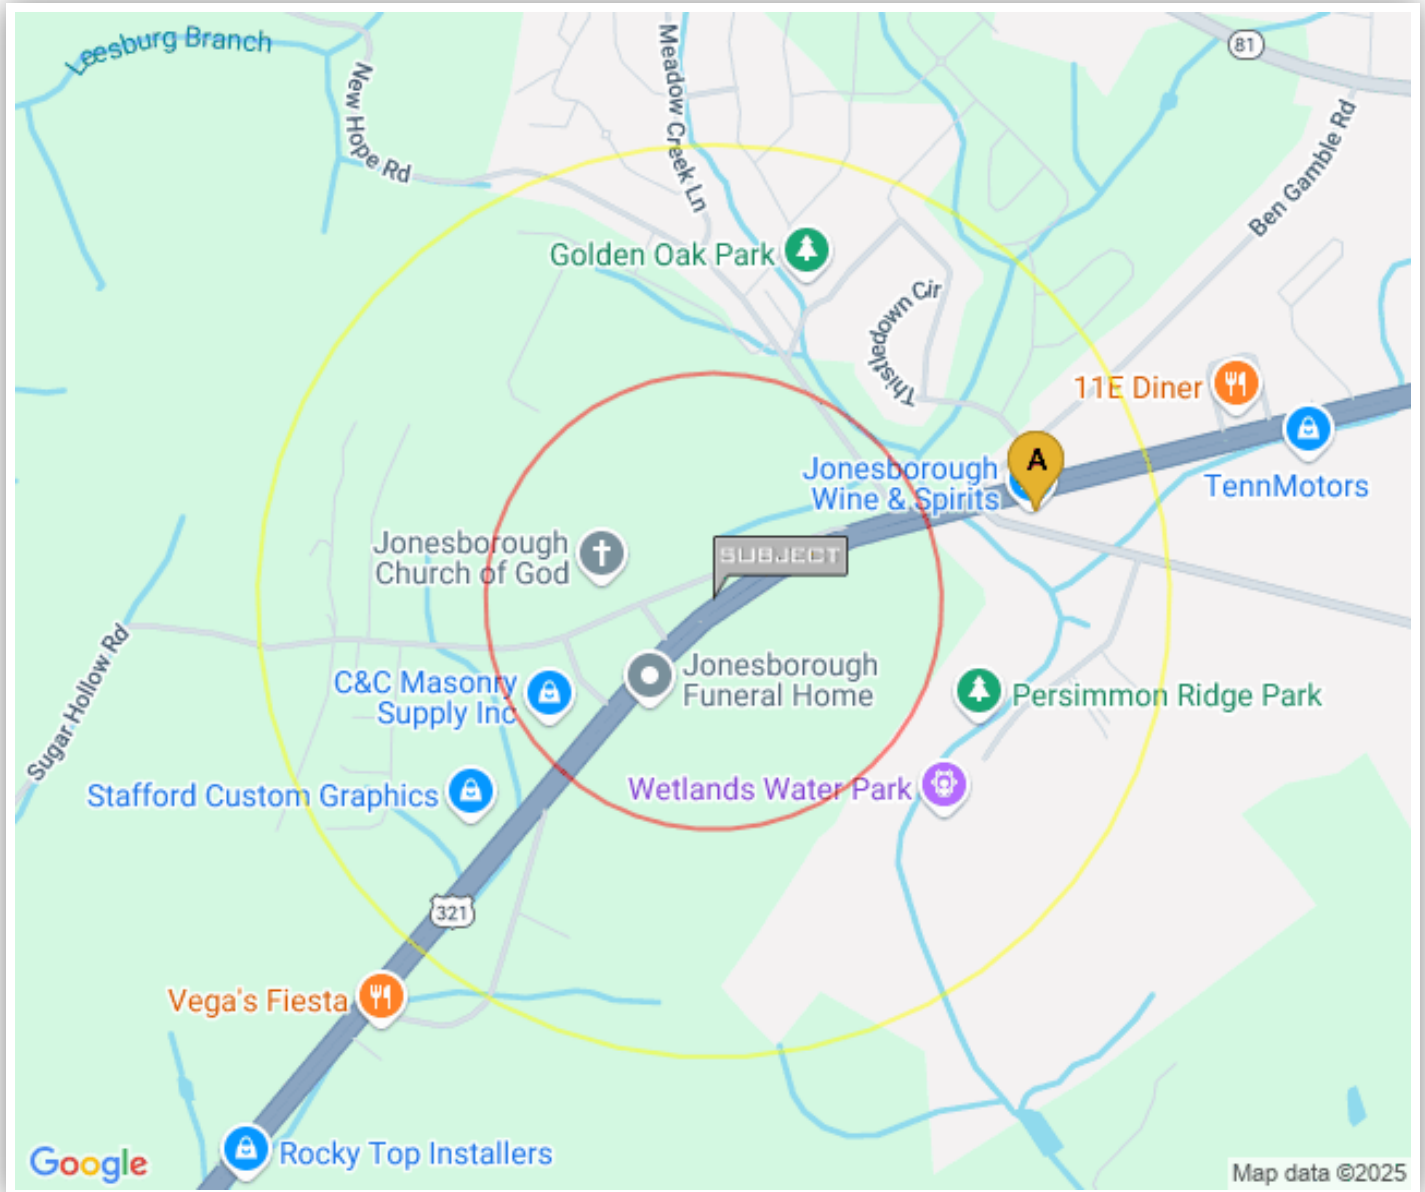 Leesburg Branch
New Hope Rd
Meadow Creek Ln
81
Ben Gamble Rd
Golden Oak Park
Thistledown Cir
11E Diner
A
Jonesborough
Wine & Spirits
TennMotors
Jonesborough
Church of God
SUBJECT
Sugar Hollow Rd
Jonesborough
Funeral Home
C&C Masonry
Supply Inc
Persimmon Ridge Park
Stafford Custom Graphics
Wetlands Water Park
321
Vega's Fiesta
Rocky Top Installers
Google
Map data ©2025